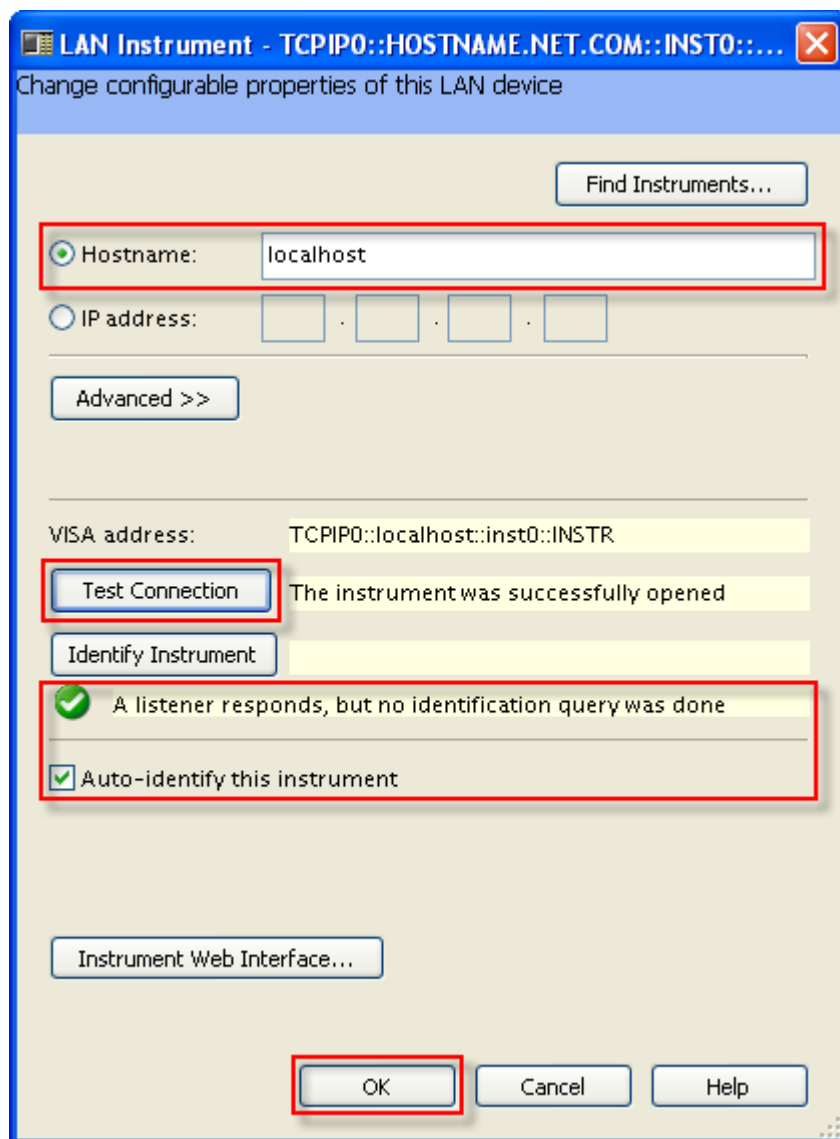 LAN Instrument - TCPIP0::HOSTNAME.NET.COM::INST0::...
Change configurable properties of this LAN device
Find Instruments...
Hostname: localhost
IP address: . . .
Advanced >>
VISA address: TCPIP0::localhost::inst0::INSTR
Test Connection The instrument was successfully opened
Identify Instrument
A listener responds, but no identification query was done
Auto-identify this instrument
Instrument Web Interface...
OK Cancel Help